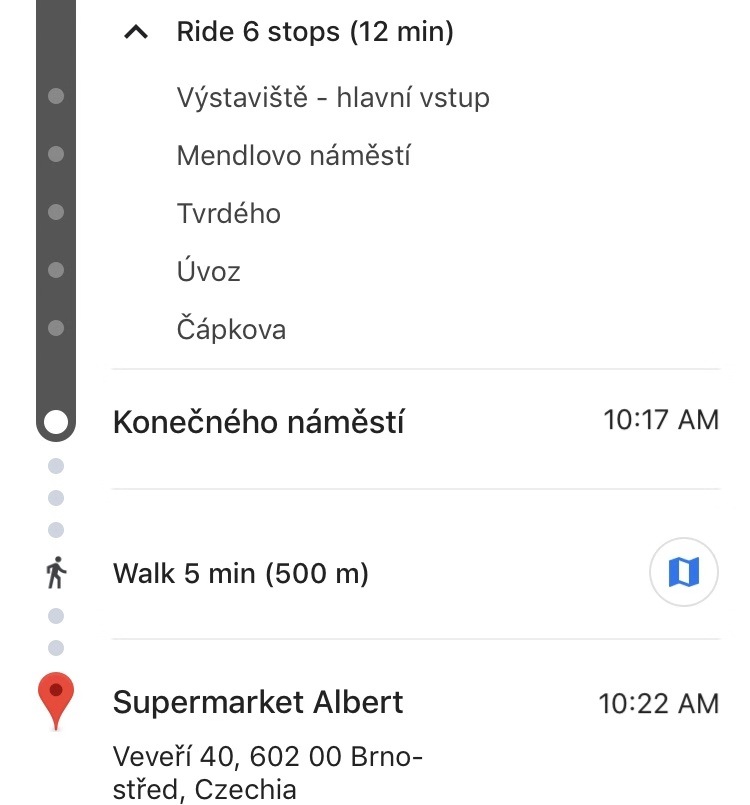 Ride 6 stops (12 min)
Výstaviště - hlavní vstup
Mendlovo náměstí
Tvrdého
Úvoz
Čápkova
Konečného náměstí 10:17 AM
Walk 5 min (500 m)
Supermarket Albert 10:22 AM
Veveří 40, 602 00 Brno-
střed, Czechia